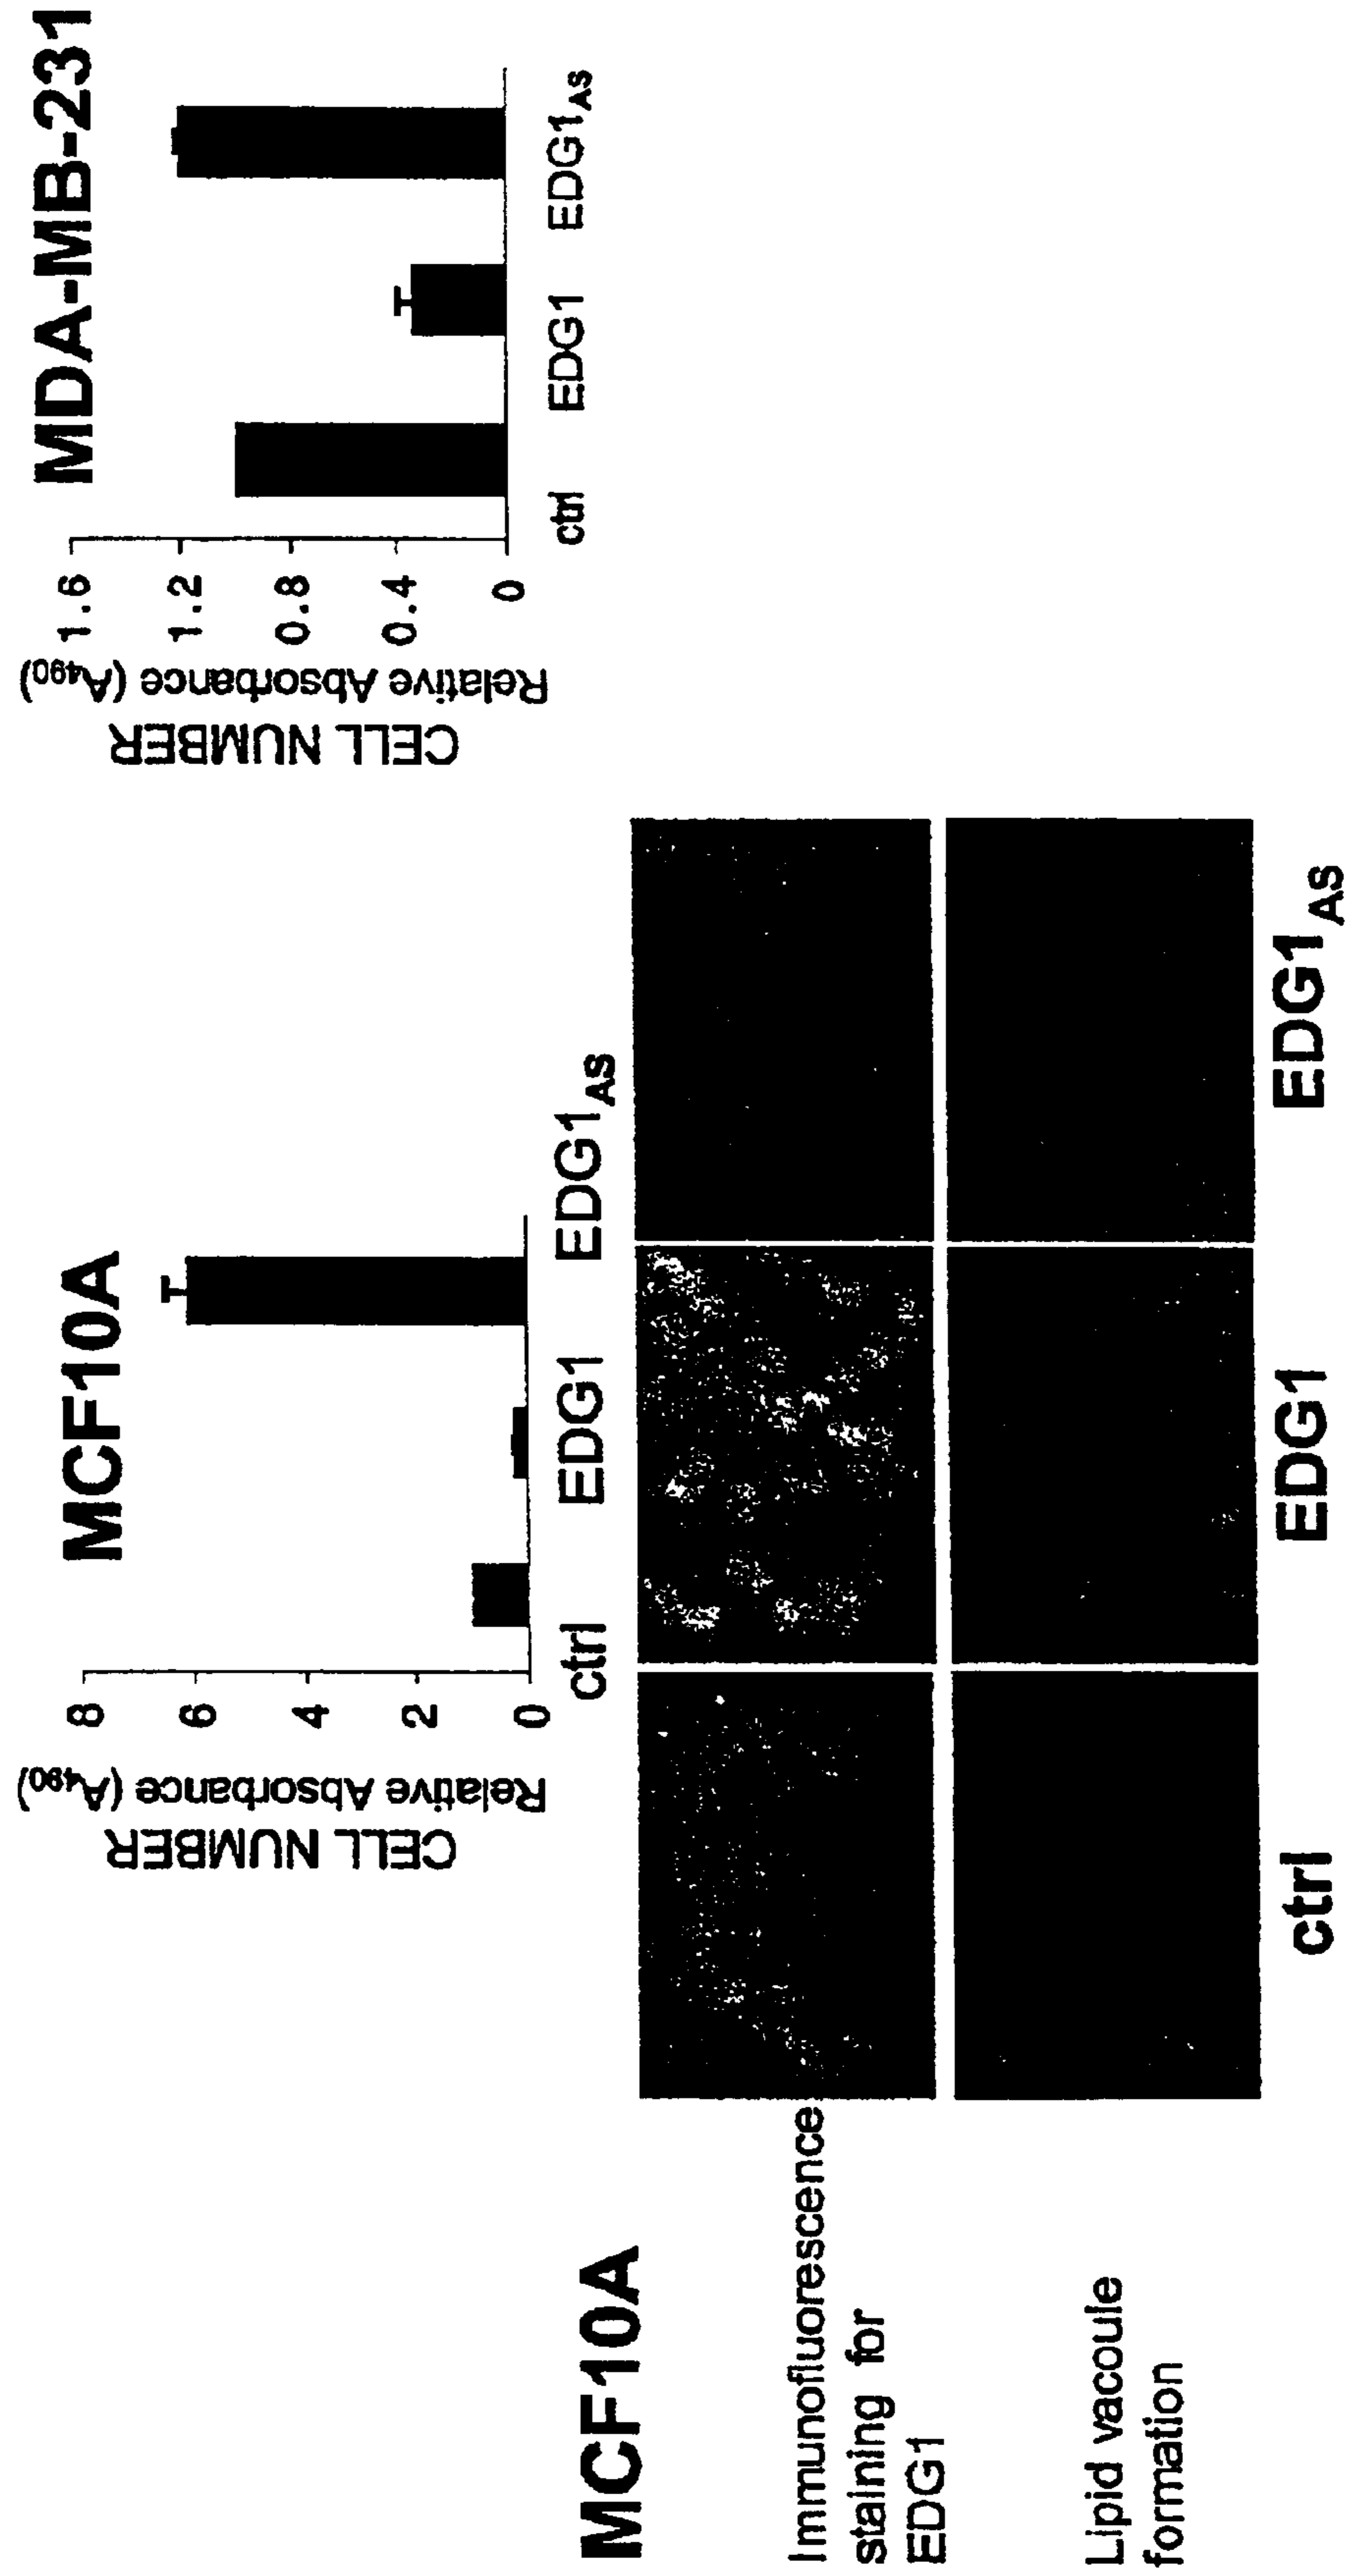 MCF10A
CELL NUMBER
Relative Absorbance (A490)
8
6
4
2
0
ctrl EDG1 EDG1AS
MDA-MB-231
CELL NUMBER
Relative Absorbance (A490)
1.6
1.2
0.8
0.4
0
ctrl EDG1 EDG1AS
MCF10A
Immunofluorescence
staining for
EDG1
Lipid vacoule
formation
ctrl EDG1 EDG1AS